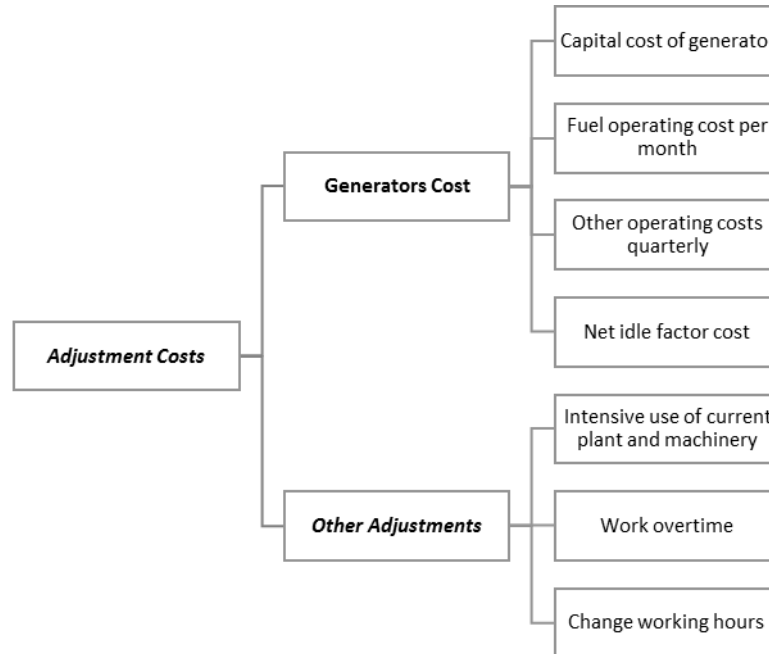 Capital cost of generato
Fuel operating cost per
month
Generators Cost
Other operating costs
quarterly
Net idle factor cost
Adjustment Costs
Intensive use of current
plant and machinery
Other Adjustments
Work overtime
Change working hours